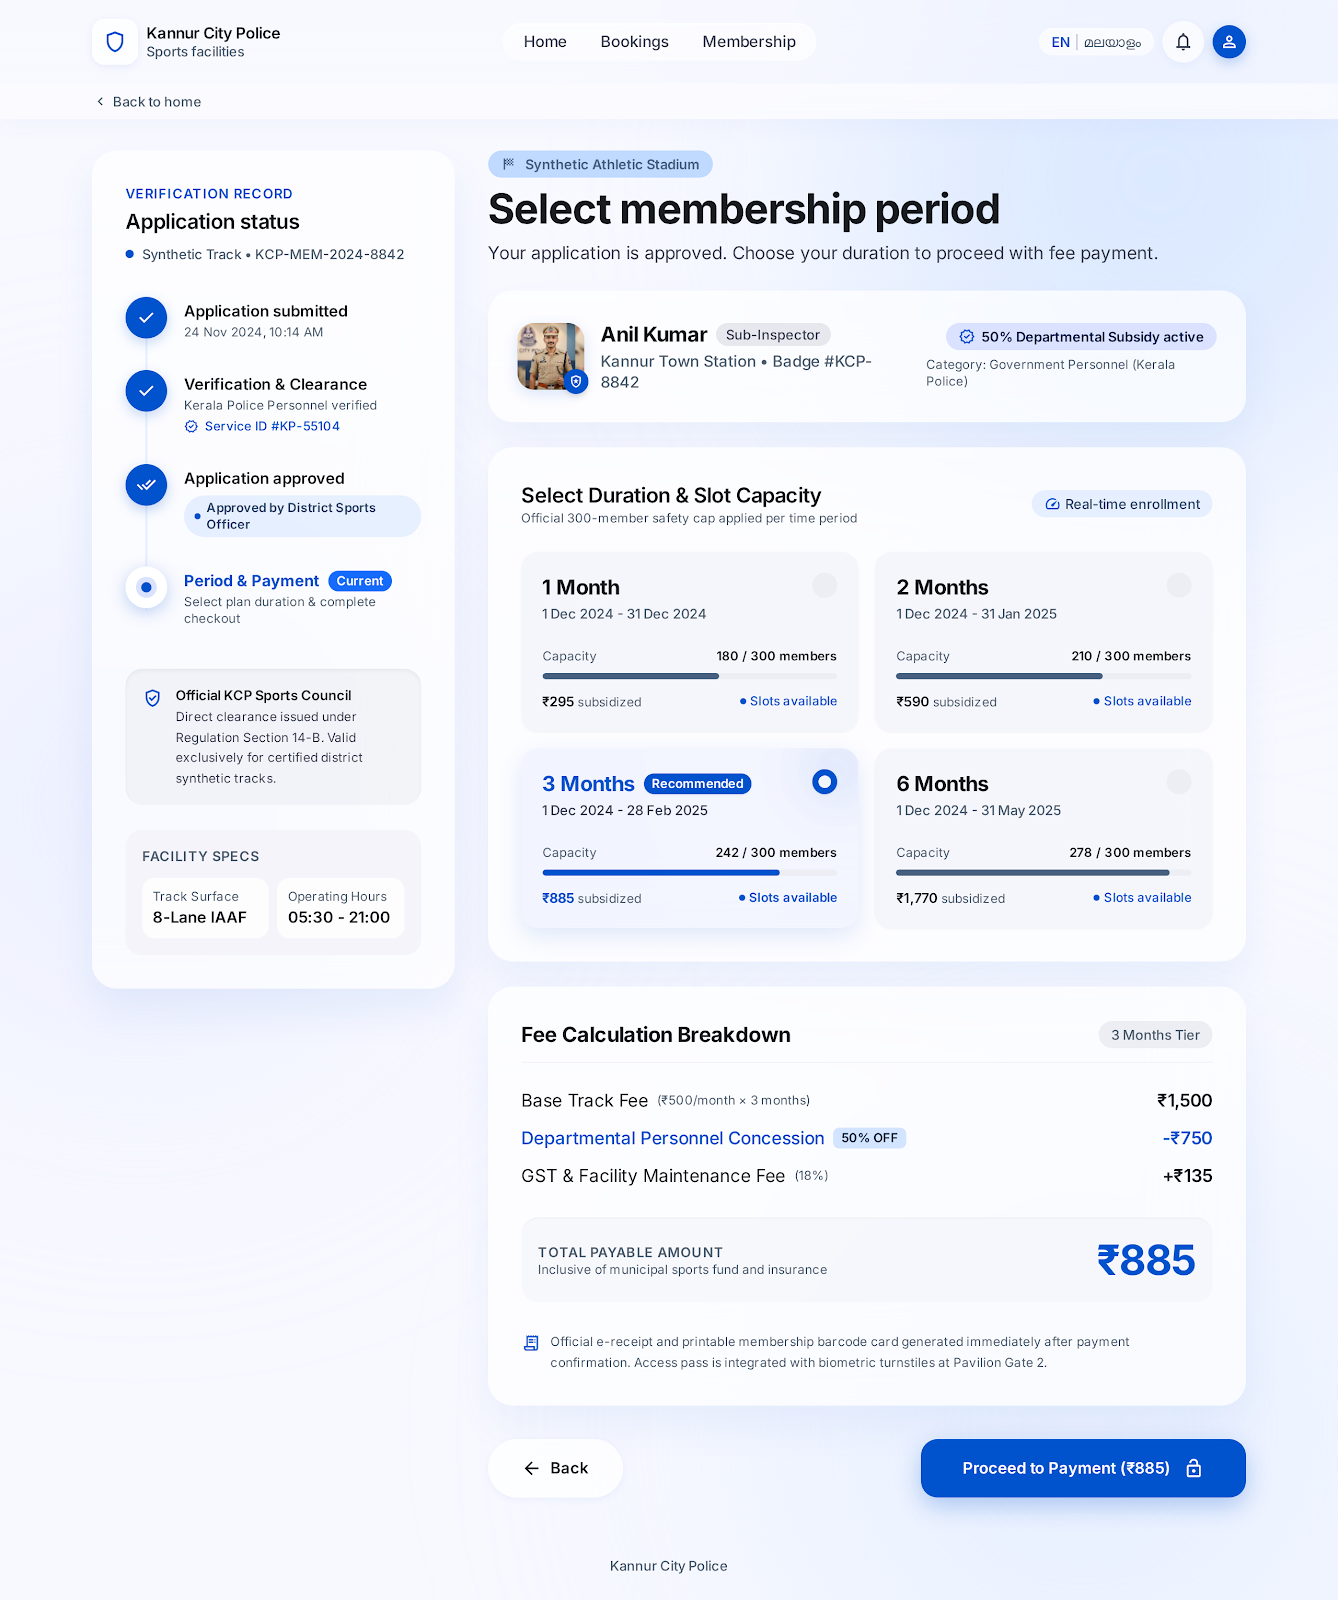 Kannur City Police
Sports facilities
Home
Bookings
Membership
EN | മലയാളം
Back to home
VERIFICATION RECORD
Application status
Synthetic Track • KCP-MEM-2024-8842
Application submitted
24 Nov 2024, 10:14 AM
Verification & Clearance
Kerala Police Personnel verified
Service ID #KP-55104
Application approved
Approved by District Sports
Officer
Period & Payment Current
Select plan duration & complete
checkout
Official KCP Sports Council
Direct clearance issued under
Regulation Section 14-B. Valid
exclusively for certified district
synthetic tracks.
FACILITY SPECS
Track Surface
8-Lane IAAF
Operating Hours
05:30 - 21:00
Synthetic Athletic Stadium
Select membership period
Your application is approved. Choose your duration to proceed with fee payment.
Anil Kumar Sub-Inspector
Kannur Town Station • Badge #KCP-
8842
50% Departmental Subsidy active
Category: Government Personnel (Kerala
Police)
Select Duration & Slot Capacity
Official 300-member safety cap applied per time period
Real-time enrollment
1 Month
1 Dec 2024 - 31 Dec 2024
Capacity 180 / 300 members
₹295 subsidized • Slots available
2 Months
1 Dec 2024 - 31 Jan 2025
Capacity 210 / 300 members
₹590 subsidized • Slots available
3 Months Recommended
1 Dec 2024 - 28 Feb 2025
Capacity 242 / 300 members
₹885 subsidized • Slots available
6 Months
1 Dec 2024 - 31 May 2025
Capacity 278 / 300 members
₹1,770 subsidized • Slots available
Fee Calculation Breakdown
3 Months Tier
Base Track Fee (₹500/month × 3 months) ₹1,500
Departmental Personnel Concession 50% OFF -₹750
GST & Facility Maintenance Fee (18%) +₹135
TOTAL PAYABLE AMOUNT
Inclusive of municipal sports fund and insurance
₹885
Official e-receipt and printable membership barcode card generated immediately after payment
confirmation. Access pass is integrated with biometric turnstiles at Pavilion Gate 2.
Back
Proceed to Payment (₹885)
Kannur City Police